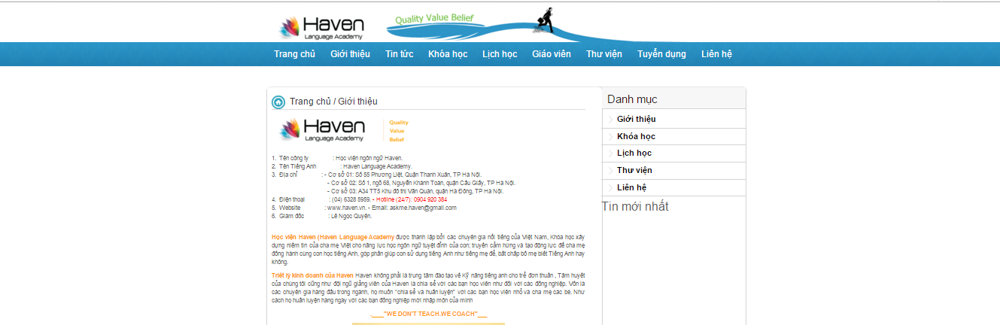 Haven
Language Academy
Quality Value Belief
Trang chủ Giới thiệu Tin tức Khóa học Lịch học Giáo viên Thư viện Tuyển dụng Liên hệ
Trang chủ / Giới thiệu
Haven
Language Academy
Quality
Value
Belief
1. Tên công ty : Học viện ngôn ngữ Haven.
2. Tên Tiếng Anh : Haven Language Academy.
3. Địa chỉ : - Cơ sở 01: Số 55 Phương Liệt, Quận Thanh Xuân, TP Hà Nội.
- Cơ sở 02: Số 1, ngõ 68, Nguyễn Khánh Toàn, quận Cầu Giấy, TP Hà Nội.
- Cơ sở 03: A34 TT5 Khu đô thị Văn Quán, quận Hà Đông, TP Hà Nội.
4. Điện thoại : (04) 6328 5959. - Hotline (24/7): 0904 920 384
5. Website : www.haven.vn. - Email: askme.haven@gmail.com
6. Giám đốc : Lê Ngọc Quyên.
Học viện Haven (Haven Language Academy được thành lập bởi các chuyên gia nổi tiếng của Việt Nam, Khóa học xây
dựng niềm tin của cha mẹ Việt cho năng lực học ngôn ngữ tuyệt đỉnh của con; truyền cảm hứng và tạo động lực để cha mẹ
đồng hành cùng con học tiếng Anh, góp phần giúp con sử dụng tiếng Anh như tiếng mẹ đẻ, bất chấp bố mẹ biết Tiếng Anh hay
không.
Triết lý kinh doanh của Haven Haven không phải là trung tâm đào tạo về Kỹ năng tiếng anh cho trẻ đơn thuần , Tâm huyết
của chúng tôi cũng như đội ngũ giảng viên của Haven là chia sẻ với các bạn học viên như đối với các đồng nghiệp. Vốn là
các chuyên gia hàng đầu trong ngành, họ muốn "chia sẻ và huấn luyện" với các bạn học viên nhỏ và cha mẹ các bé. Như
cách họ huấn luyện hàng ngày với các bạn đồng nghiệp mới nhập môn của mình
.____"WE DON'T TEACH.WE COACH"___
Danh mục
Giới thiệu
Khóa học
Lịch học
Thư viện
Liên hệ
Tin mới nhất